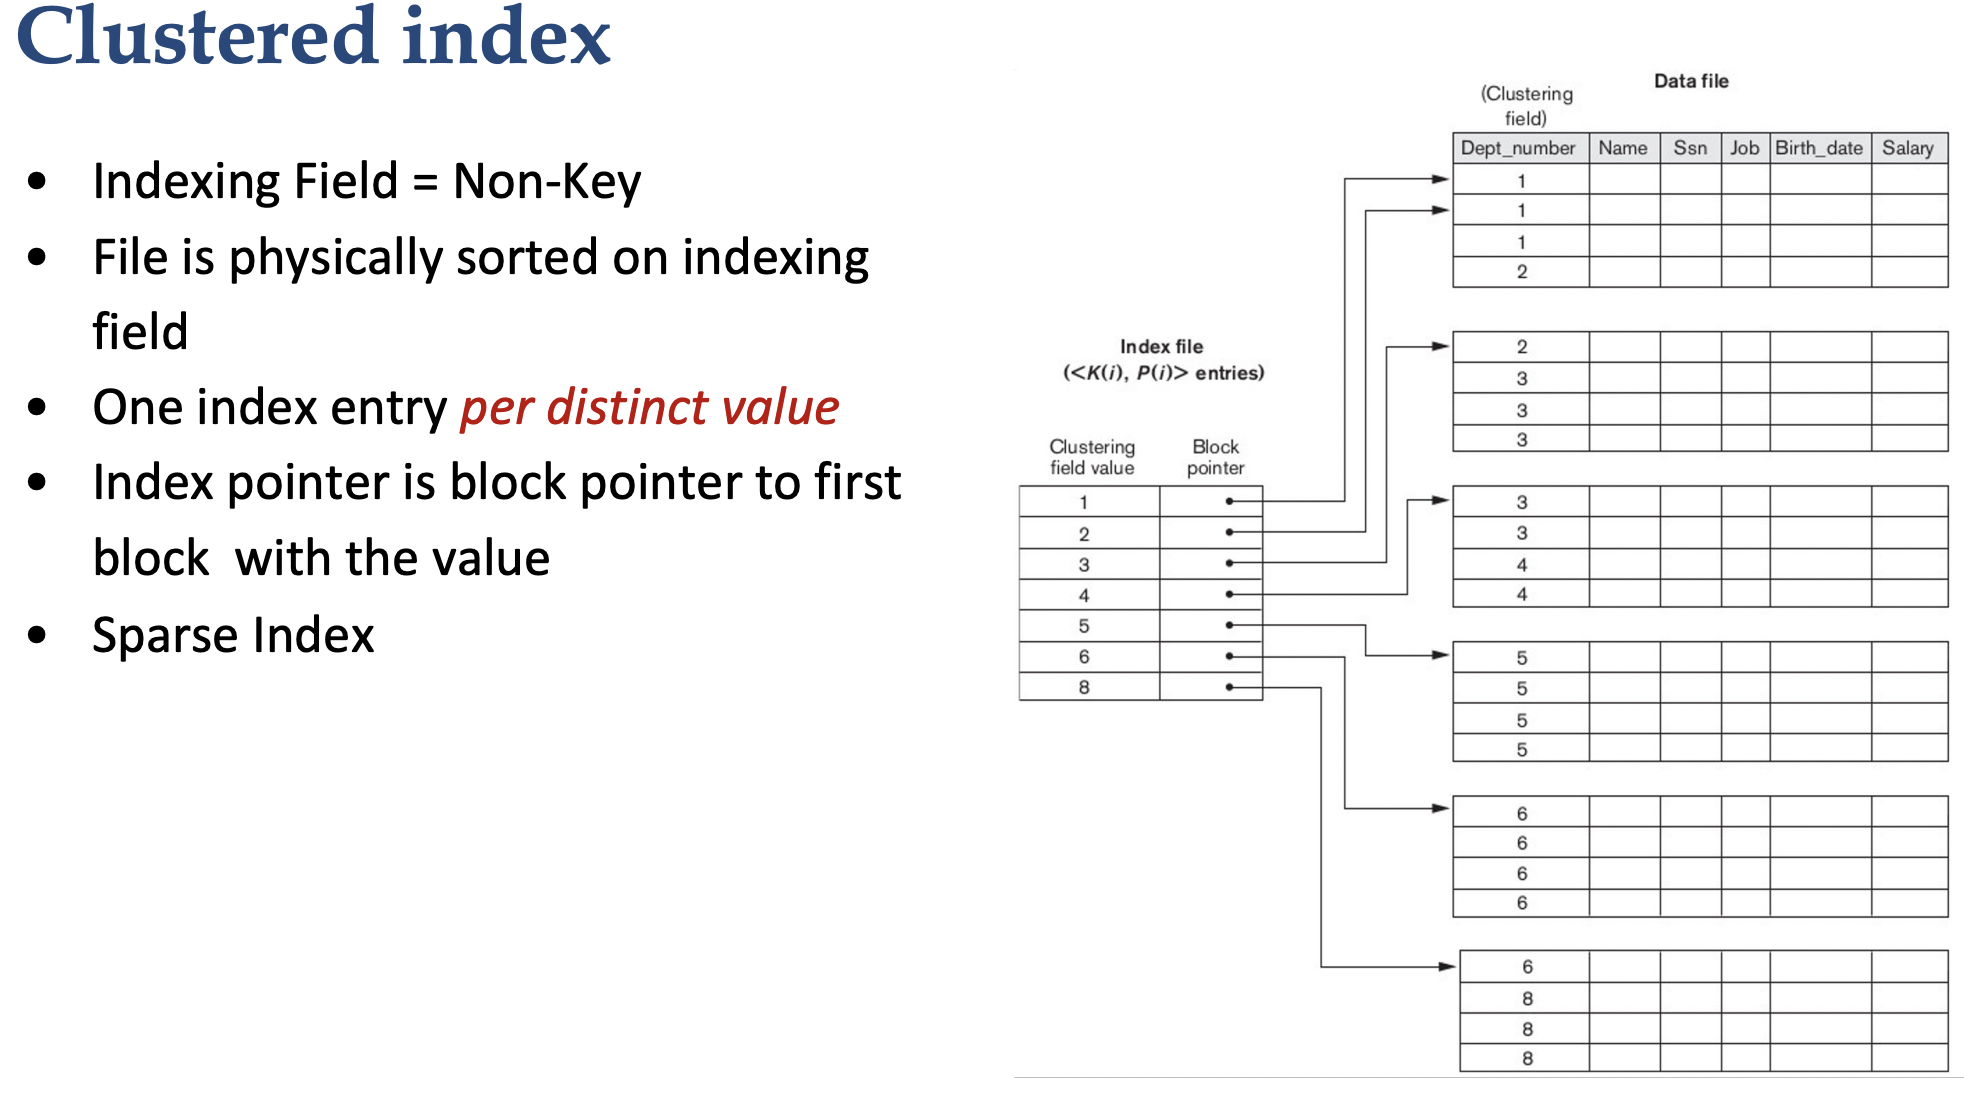 Clustered index
• Indexing Field = Non-Key
• File is physically sorted on indexing
field
• One index entry per distinct value
• Index pointer is block pointer to first
block  with the value
• Sparse Index
Index file
(<K(i), P(i)> entries)
Clustering
field value
Block
pointer
1
2
3
4
5
6
8
Data file
(Clustering
field)
Dept_number Name Ssn Job Birth_date Salary
1
1
1
2
2
3
3
3
3
3
4
4
5
5
5
5
6
6
6
6
6
8
8
8